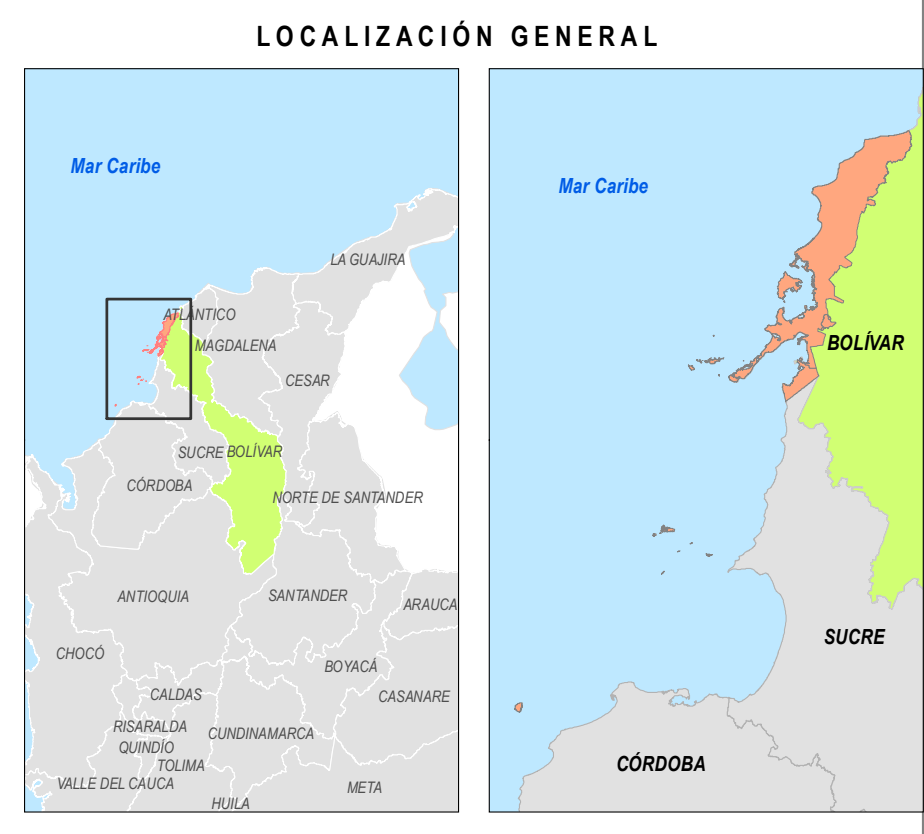 LOCALIZACIÓN GENERAL
Mar Caribe
LA GUAJIRA
ATLÁNTICO
MAGDALENA
CESAR
SUCRE
BOLÍVAR
CÓRDOBA
NORTE DE SANTANDER
ANTIOQUIA
SANTANDER
ARAUCA
CHOCÓ
BOYACÁ
CALDAS
CASANARE
RISARALDA
CUNDINAMARCA
QUINDÍO
TOLIMA
VALLE DEL CAUCA
META
HUILA
Mar Caribe
BOLÍVAR
SUCRE
CÓRDOBA